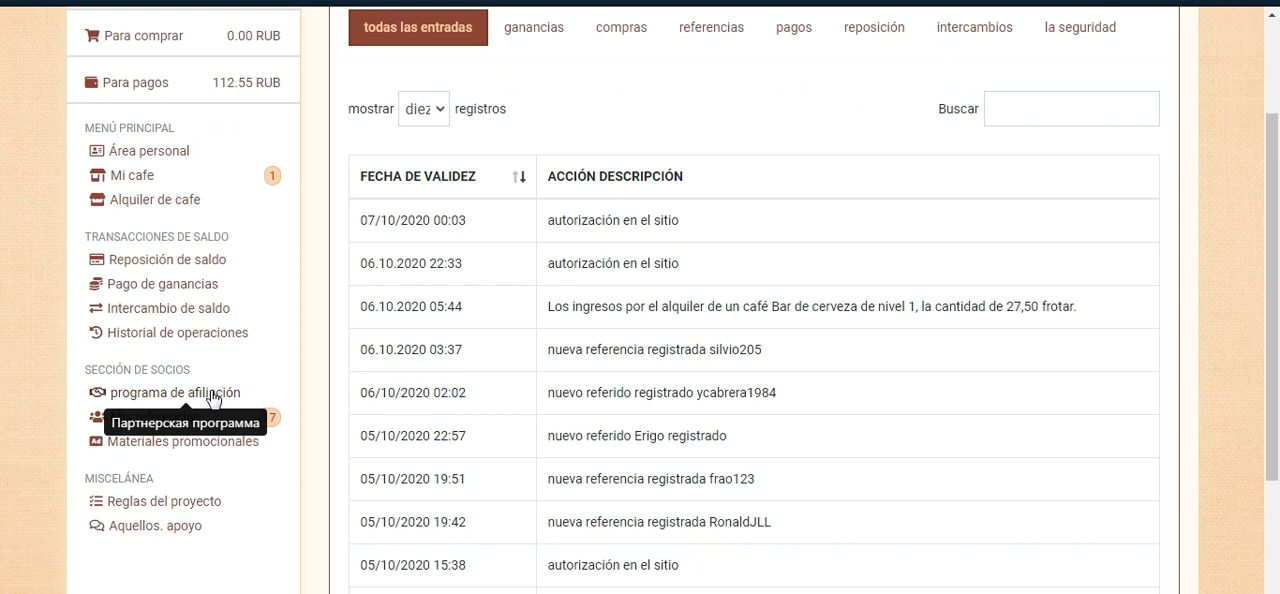 Para comprar 0.00 RUB
Para pagos 112.55 RUB
MENÚ PRINCIPAL
Área personal
Mi cafe 1
Alquiler de cafe
TRANSACCIONES DE SALDO
Reposición de saldo
Pago de ganancias
Intercambio de saldo
Historial de operaciones
SECCIÓN DE SOCIOS
programa de afiliación
Партнерская программа
7
Materiales promocionales
MISCELÁNEA
Reglas del proyecto
Aquellos. apoyo
todas las entradas ganancias compras referencias pagos reposición intercambios la seguridad
mostrar diez registros Buscar
FECHA DE VALIDEZ ACCIÓN DESCRIPCIÓN
07/10/2020 00:03 autorización en el sitio
06.10.2020 22:33 autorización en el sitio
06.10.2020 05:44 Los ingresos por el alquiler de un café Bar de cerveza de nivel 1, la cantidad de 27,50 frotar.
06.10.2020 03:37 nueva referencia registrada silvio205
06/10/2020 02:02 nuevo referido registrado ycabrera1984
05/10/2020 22:57 nuevo referido Erigo registrado
05/10/2020 19:51 nueva referencia registrada frao123
05/10/2020 19:42 nueva referencia registrada RonaldJLL
05/10/2020 15:38 autorización en el sitio